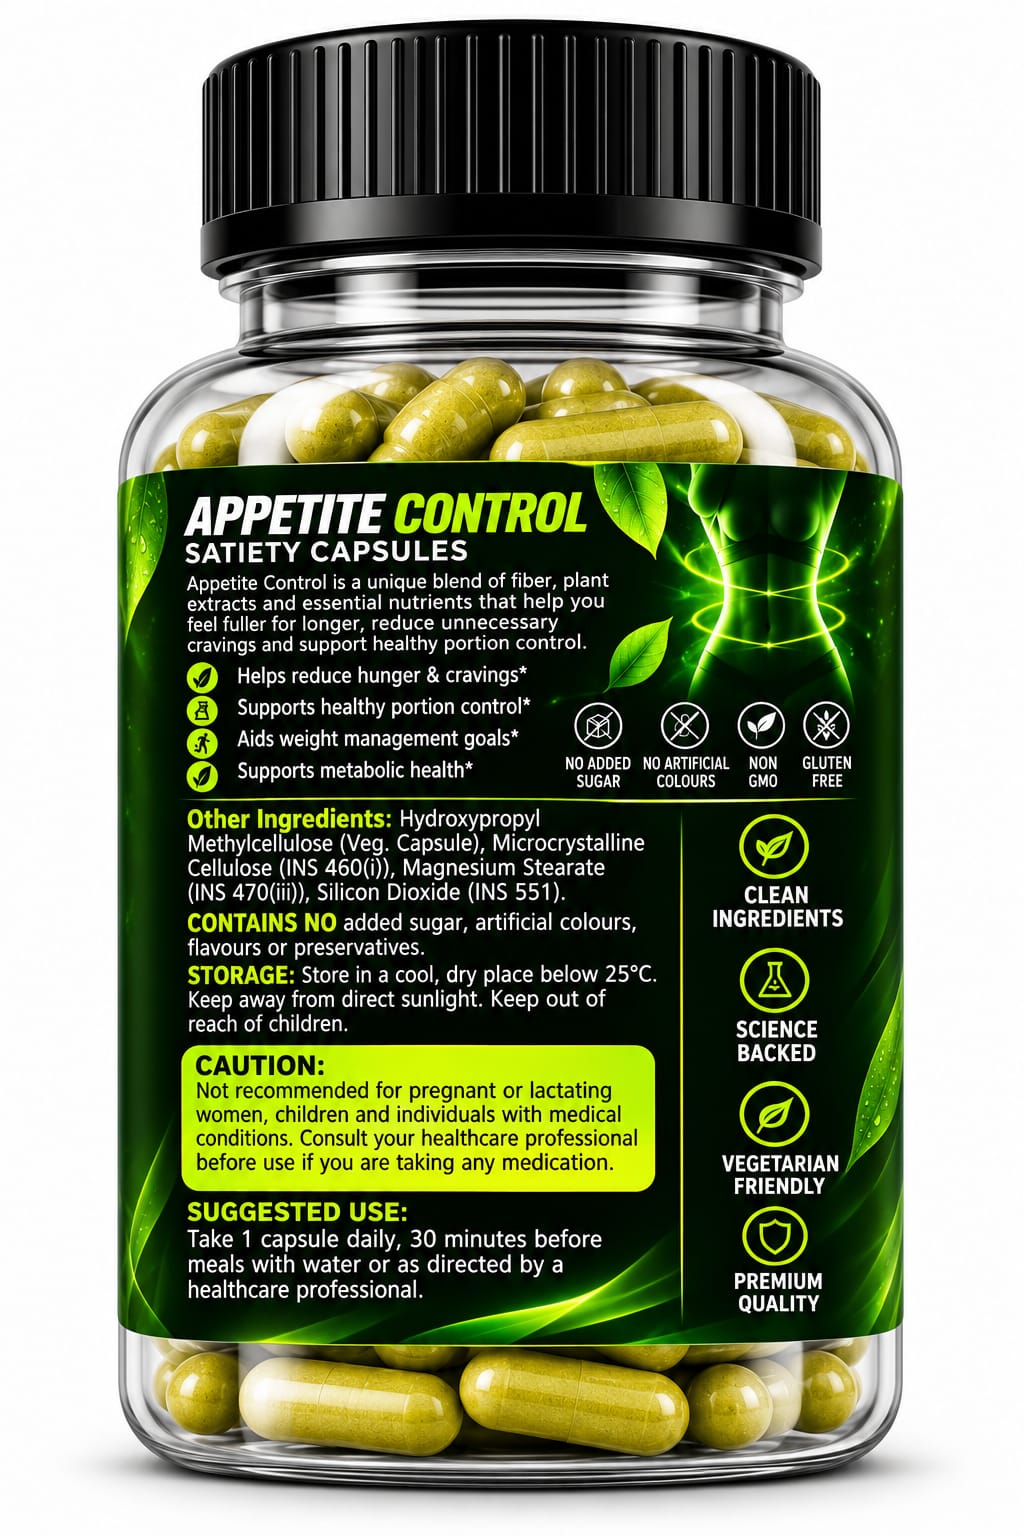 APPETITE CONTROL
SATIETY CAPSULES
Appetite Control is a unique blend of fiber, plant
extracts and essential nutrients that help you
feel fuller for longer, reduce unnecessary
cravings and support healthy portion control.
Helps reduce hunger & cravings*
Supports healthy portion control*
Aids weight management goals*
Supports metabolic health*
NO ADDED
SUGAR
NO ARTIFICIAL
COLOURS
NON
GMO
GLUTEN
FREE
Other Ingredients: Hydroxypropyl
Methylcellulose (Veg. Capsule), Microcrystalline
Cellulose (INS 460(i)), Magnesium Stearate
(INS 470(iii)), Silicon Dioxide (INS 551).
CONTAINS NO added sugar, artificial colours,
flavours or preservatives.
STORAGE: Store in a cool, dry place below 25°C.
Keep away from direct sunlight. Keep out of
reach of children.
CAUTION:
Not recommended for pregnant or lactating
women, children and individuals with medical
conditions. Consult your healthcare professional
before use if you are taking any medication.
SUGGESTED USE:
Take 1 capsule daily, 30 minutes before
meals with water or as directed by a
healthcare professional.
CLEAN
INGREDIENTS
SCIENCE
BACKED
VEGETARIAN
FRIENDLY
PREMIUM
QUALITY